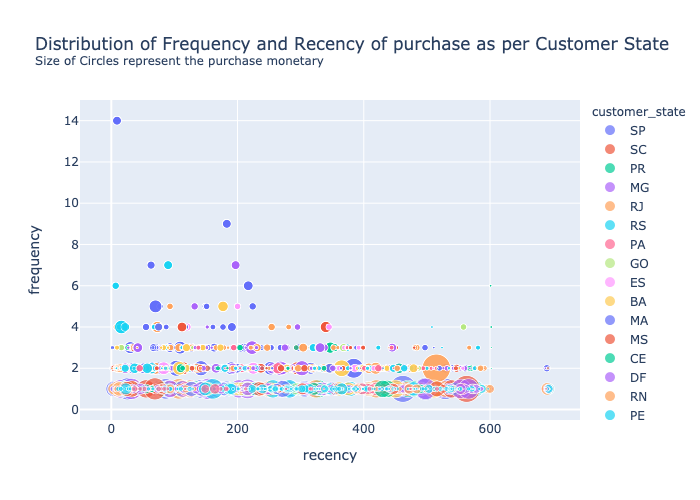 Distribution of Frequency and Recency of purchase as per Customer State
Size of Circles represent the purchase monetary
customer_state
SP
SC
PR
MG
RJ
RS
PA
GO
ES
BA
MA
MS
CE
DF
RN
PE
frequency
14
12
10
8
6
4
2
0
0 200 400 600
recency